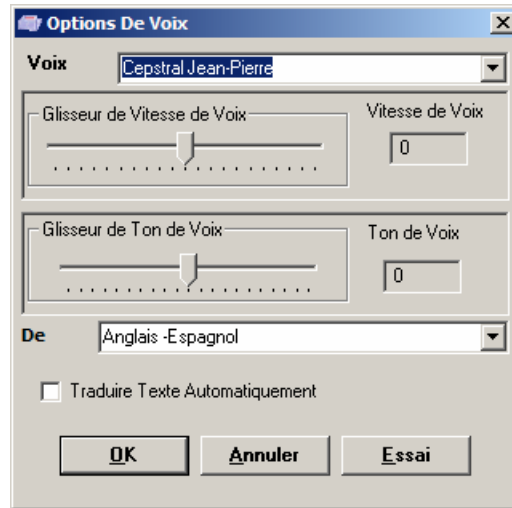 Options De Voix
Voix
Cepstral Jean-Pierre
Glisseur de Vitesse de Voix
Vitesse de Voix
0
Glisseur de Ton de Voix
Ton de Voix
0
De
Anglais -Espagnol
Traduire Texte Automatiquement
OK
Annuler
Essai